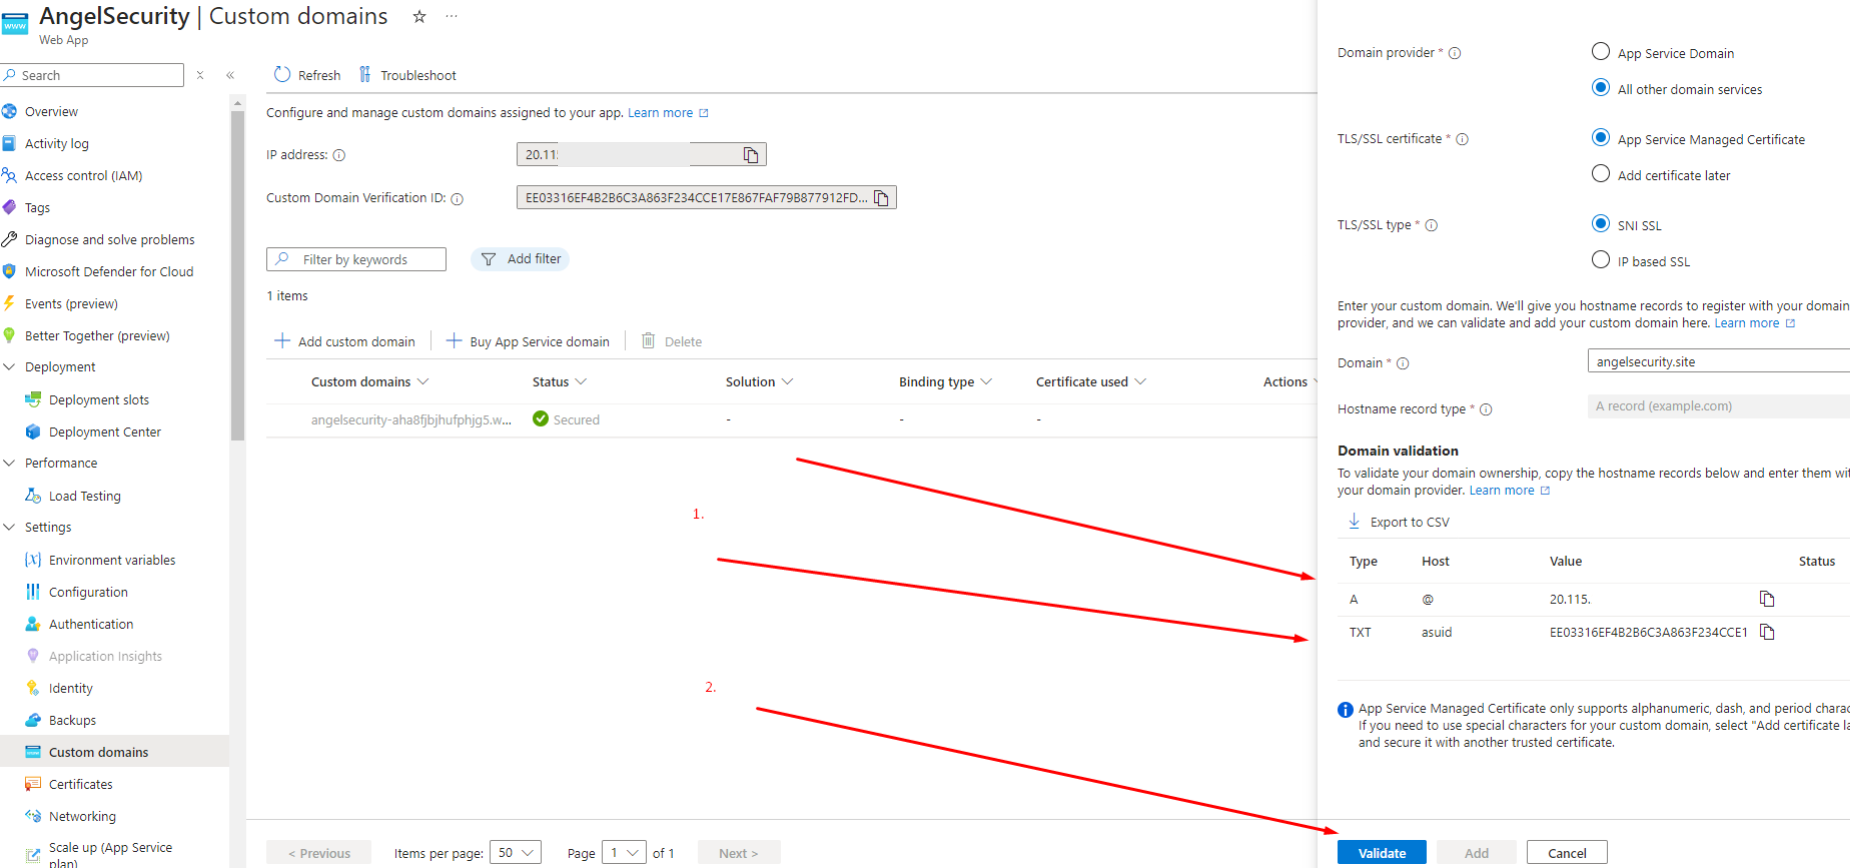 AngelSecurity | Custom domains
Web App
Search
Overview
Activity log
Access control (IAM)
Tags
Diagnose and solve problems
Microsoft Defender for Cloud
Events (preview)
Better Together (preview)
Deployment
Deployment slots
Deployment Center
Performance
Load Testing
Settings
Environment variables
Configuration
Authentication
Application Insights
Identity
Backups
Custom domains
Certificates
Networking
Scale up (App Service
plan)
Refresh Troubleshoot
Configure and manage custom domains assigned to your app. Learn more
IP address: 20.11
Custom Domain Verification ID: EE03316EF4B2B6C3A863F234CCE17E867FAF79B877912FD...
Filter by keywords Add filter
1 items
Add custom domain Buy App Service domain Delete
Custom domains Status Solution Binding type Certificate used Actions
angelsecurity-aha8fjbjhufphjg5.w... Secured - - -
1.
2.
< Previous Items per page: 50 Page 1 of 1 Next >
Domain provider * App Service Domain
All other domain services
TLS/SSL certificate * App Service Managed Certificate
Add certificate later
TLS/SSL type * SNI SSL
IP based SSL
Enter your custom domain. We'll give you hostname records to register with your domain
provider, and we can validate and add your custom domain here. Learn more
Domain * angelsecurity.site
Hostname record type * A record (example.com)
Domain validation
To validate your domain ownership, copy the hostname records below and enter them wi
your domain provider. Learn more
Export to CSV
Type Host Value Status
A @ 20.115.
TXT asuid EE03316EF4B2B6C3A863F234CCE1
App Service Managed Certificate only supports alphanumeric, dash, and period charac
If you need to use special characters for your custom domain, select "Add certificate la
and secure it with another trusted certificate.
Validate Add Cancel